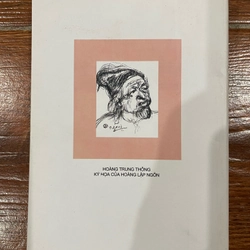 HOÀNG TRUNG THÔNG
KÝ HỌA CỦA HOÀNG LẬP NGÔN